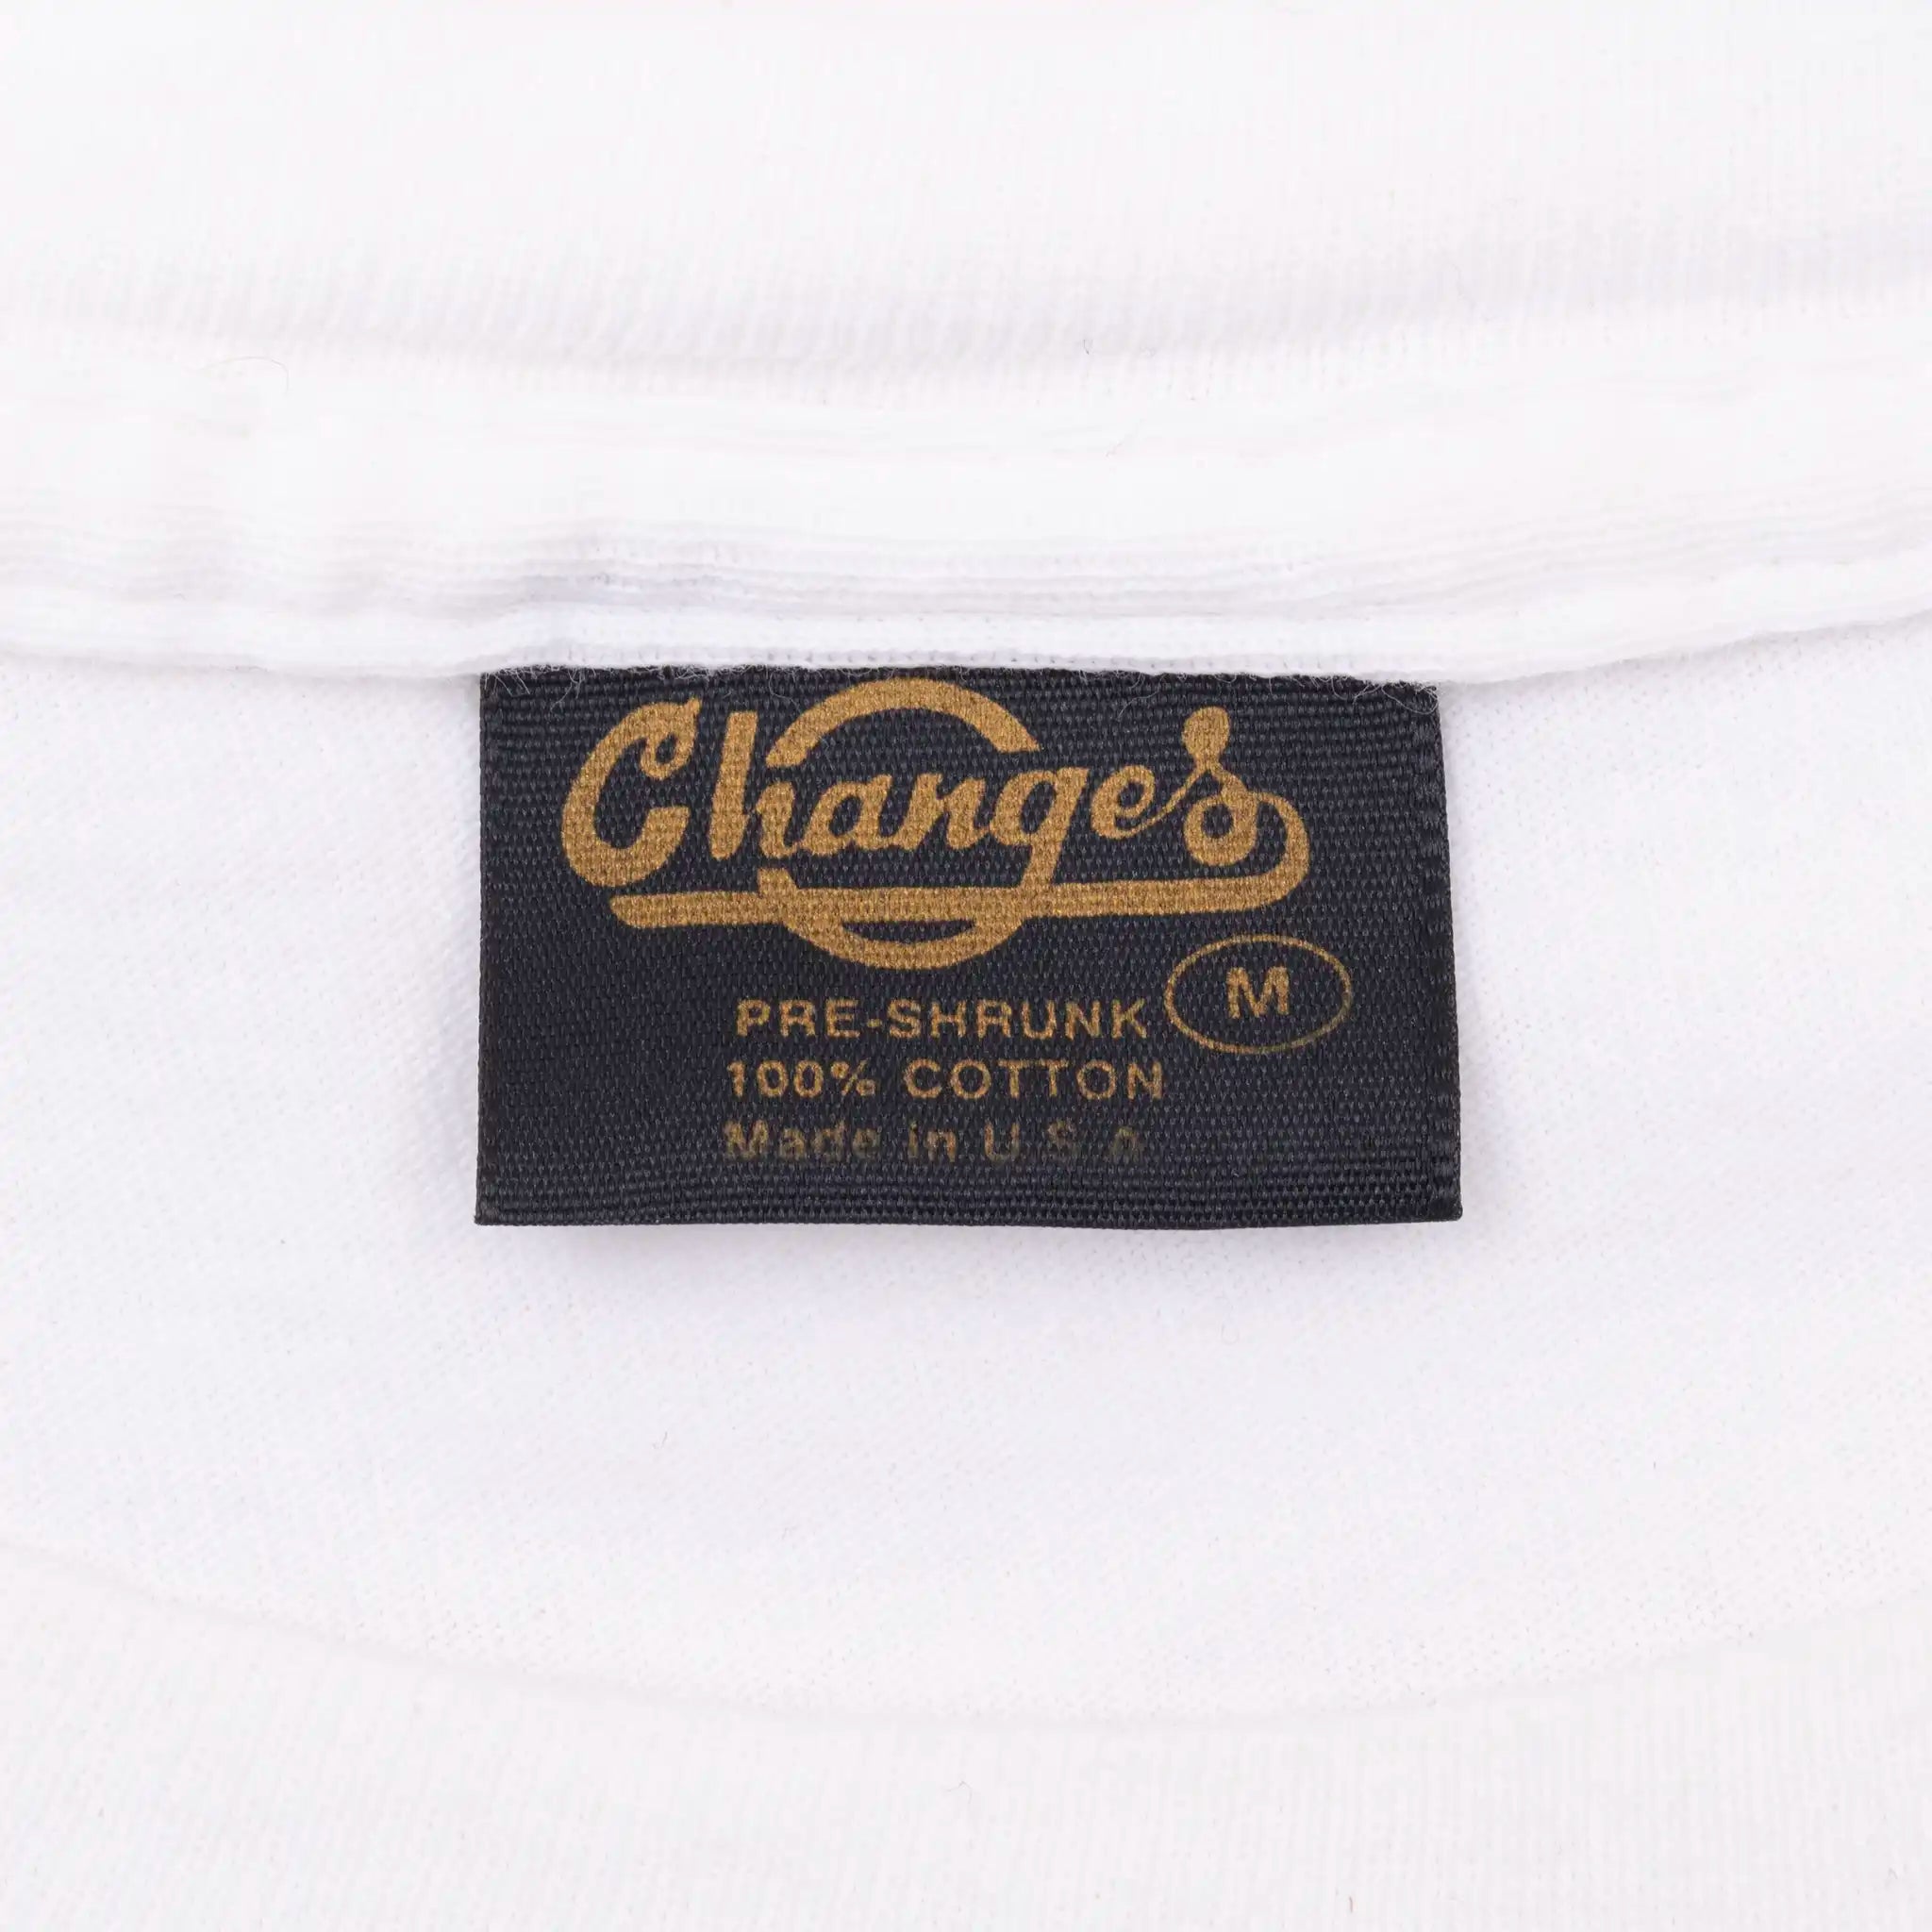 Changes
M
PRE-SHRUNK
100% COTTON
Made in U.S.A